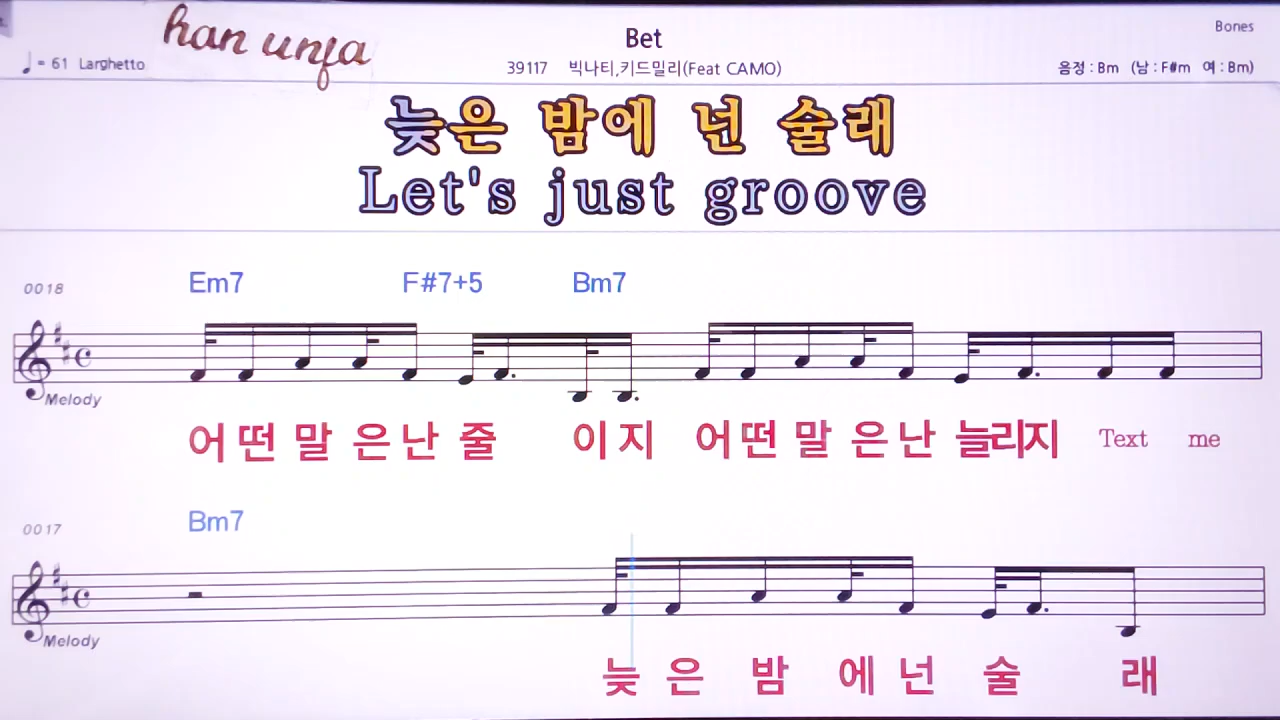 han unfa
Bet
Bones
♩= 61 Larghetto
39117 빅나티,키드밀리(Feat CAMO)
음정 : Bm (남 : F#m 여 : Bm)
늦은 밤에 넌 술래
Let's just groove
0018 Em7 F#7+5 Bm7
Melody
어떤 말 은난 줄 이지 어떤 말 은난 늘리지 Text me
0017 Bm7
Melody
늦 은 밤 에 넌 술 래